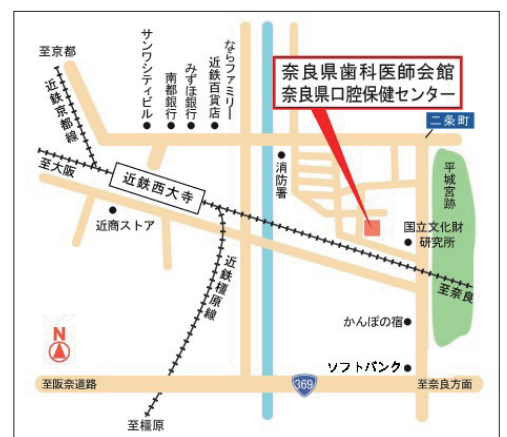 至京都
近鉄京都線
サンワシティビル
南都銀行
みずほ銀行
近鉄百貨店
ならファミリー
奈良県歯科医師会館
奈良県口腔保健センター
二条町
至大阪
近鉄西大寺
消防署
平城宮跡
近商ストア
国立文化財
研究所
近鉄橿原線
至奈良
かんぽの宿
N
ソフトバンク
至阪奈道路
369
至奈良方面
至橿原